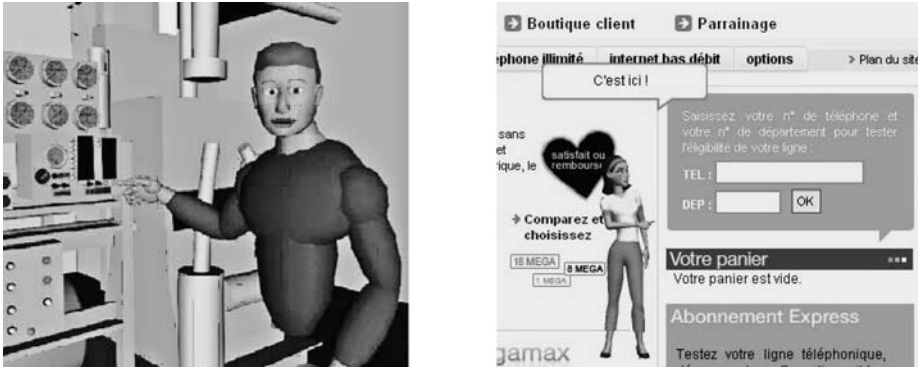 Boutique client
Parrainage
éphone illimité internet bas débit options
> Plan du site
C'est ici !
Saisissez votre n° de téléphone et
votre n° de département pour tester
l'éligibilité de votre ligne :
TEL :
DEP :
OK
sans
et
rique, le
satisfait ou
remboursé
Comparez et
choisissez
18 MEGA
8 MEGA
1 MEGA
Votre panier
Votre panier est vide.
Abonnement Express
Testez votre ligne téléphonique,
gamax